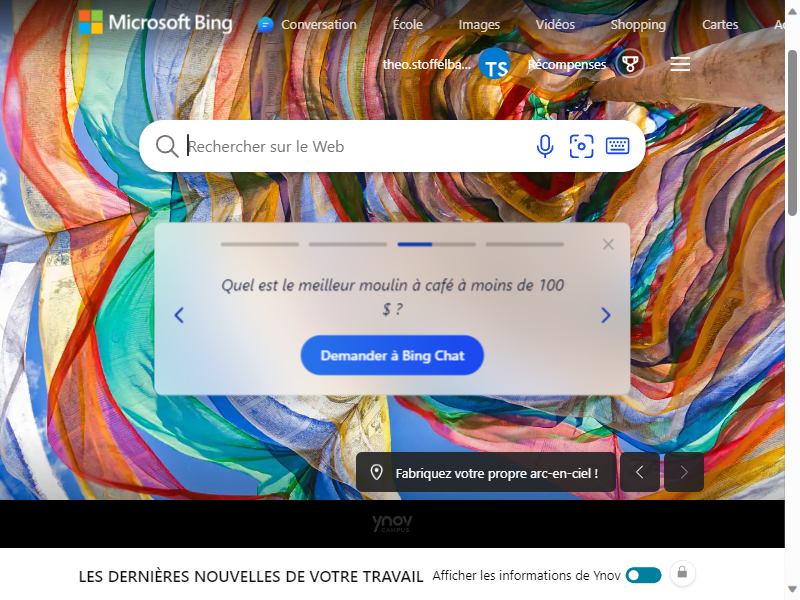 Microsoft Bing
Conversation École Images Vidéos Shopping Cartes
theo.stoffelba... TS Récompenses
Rechercher sur le Web
Quel est le meilleur moulin à café à moins de 100
$ ?
Demander à Bing Chat
Fabriquez votre propre arc-en-ciel !
ynov
CAMPUS
LES DERNIÈRES NOUVELLES DE VOTRE TRAVAIL Afficher les informations de Ynov